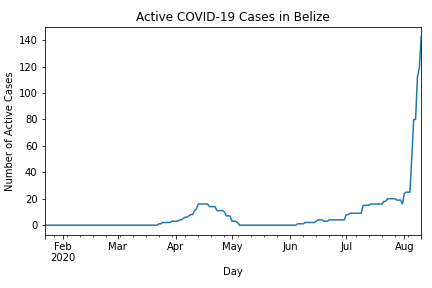 Active COVID-19 Cases in Belize
Number of Active Cases
140
120
100
80
60
40
20
0
Feb Mar Apr May Jun Jul Aug
2020
Day